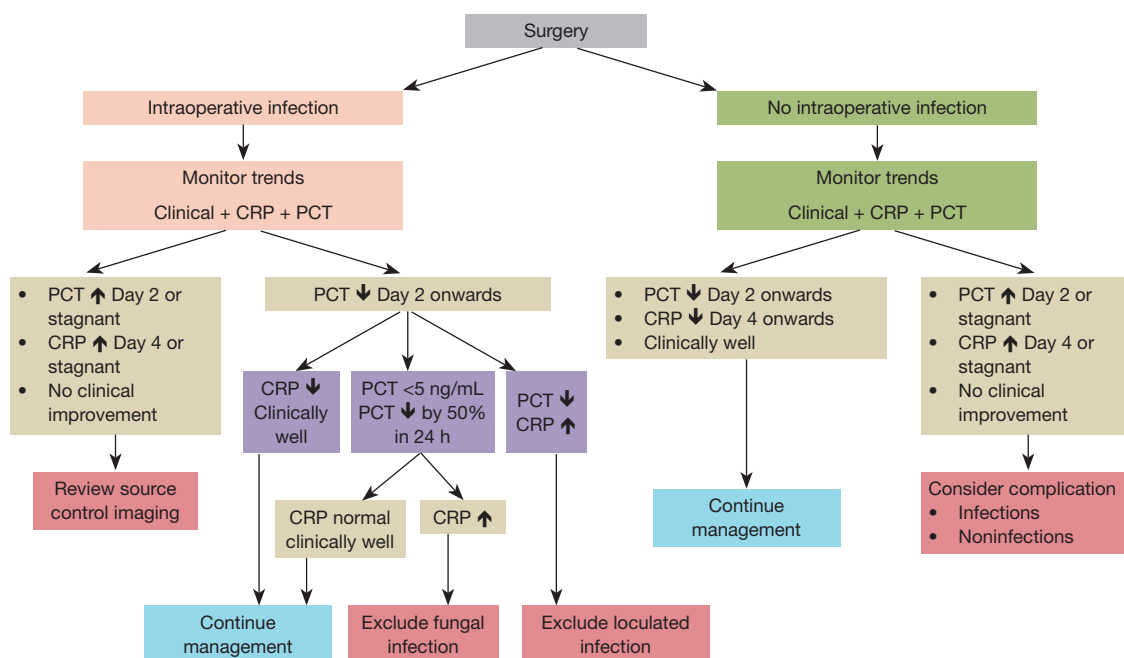 Surgery
Intraoperative infection
No intraoperative infection
Monitor trends
Clinical + CRP + PCT
Monitor trends
Clinical + CRP + PCT
• PCT ↑ Day 2 or
stagnant
• CRP ↑ Day 4 or
stagnant
• No clinical
improvement
PCT ↓ Day 2 onwards
• PCT ↓ Day 2 onwards
• CRP ↓ Day 4 onwards
• Clinically well
• PCT ↑ Day 2 or
stagnant
• CRP ↑ Day 4 or
stagnant
• No clinical
improvement
CRP ↓
Clinically
well
PCT <5 ng/mL
PCT ↓ by 50%
in 24 h
PCT ↓
CRP ↑
Review source
control imaging
CRP normal
clinically well
CRP ↑
Continue
management
Consider complication
• Infections
• Noninfections
Continue
management
Exclude fungal
infection
Exclude loculated
infection